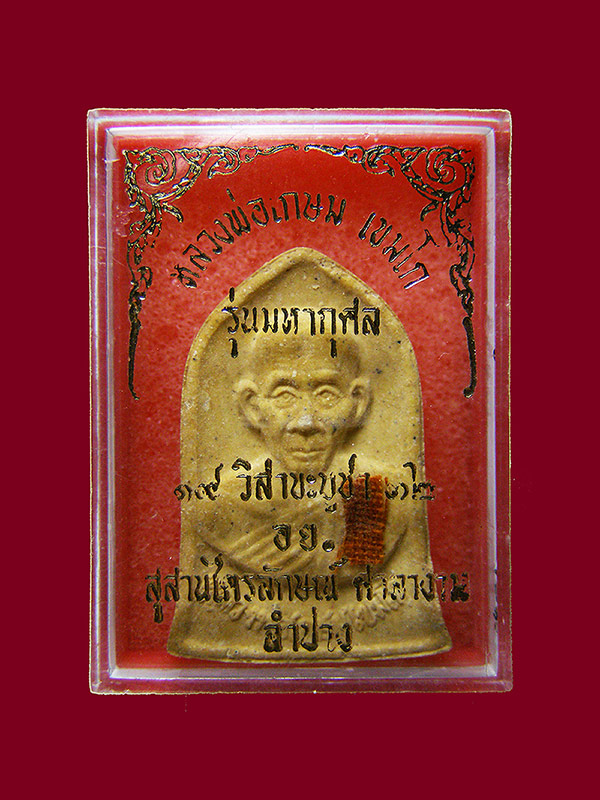 หลวงพ่อเกษม เขมโก
รุ่นมหากุศล
๑๙ วิสาขะบูชา ๓๒
อย.
สุสานไตรลักษณ์ ศาลางาน
ลำปาง